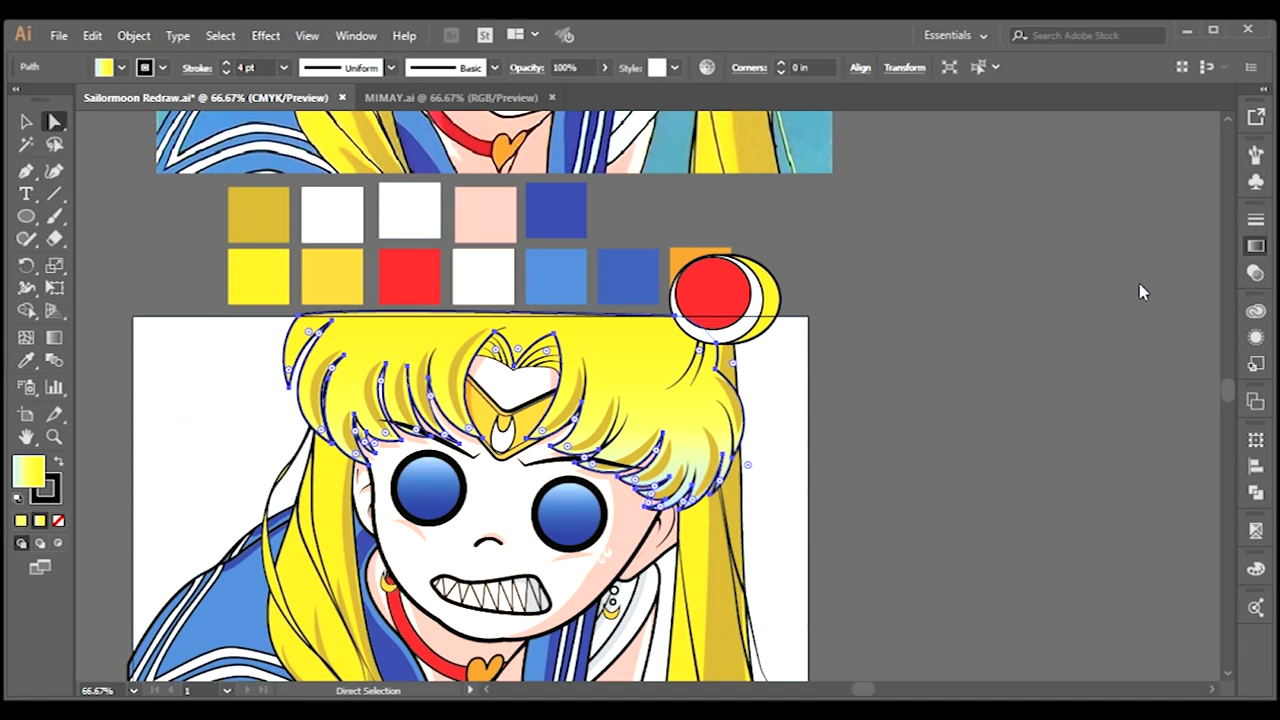 Ai File Edit Object Type Select Effect View Window Help Br St Essentials Search Adobe Stock
Path Stroke: 4 pt Uniform Basic Opacity: 100% Style: Corners: 0 in Align Transform
Sailormoon Redraw.ai* @ 66.67% (CMYK/Preview) × MIMAY.ai @ 66.67% (RGB/Preview) ×
66.67% 1 Direct Selection